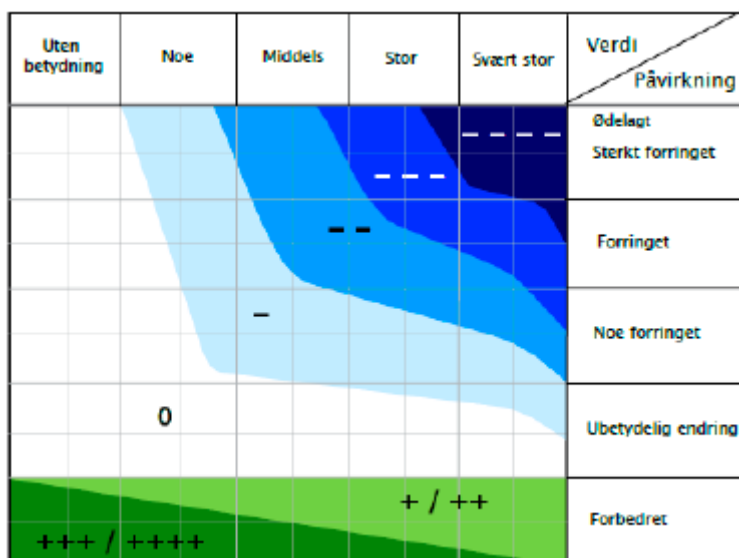 Uten
betydning
Noe
Middels
Stor
Svært stor
Verdi
Påvirkning
Ødelagt
Sterkt forringet
Forringet
Noe forringet
Ubetydelig endring
Forbedret
– – – –
– – –
– –
–
0
+ / ++
+++ / ++++